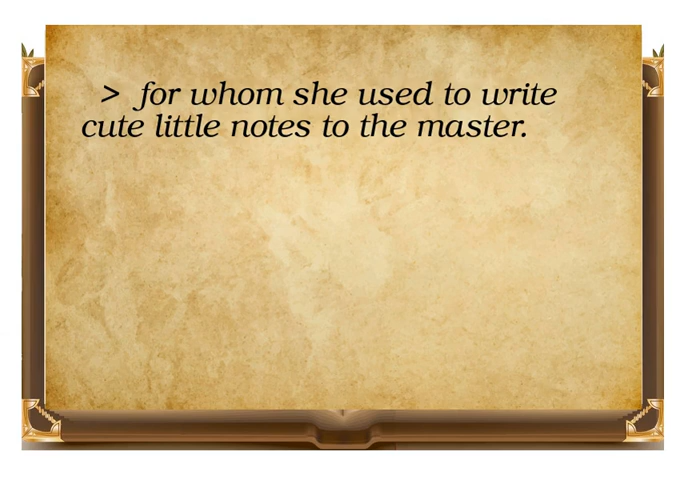 > for whom she used to write
cute little notes to the master.